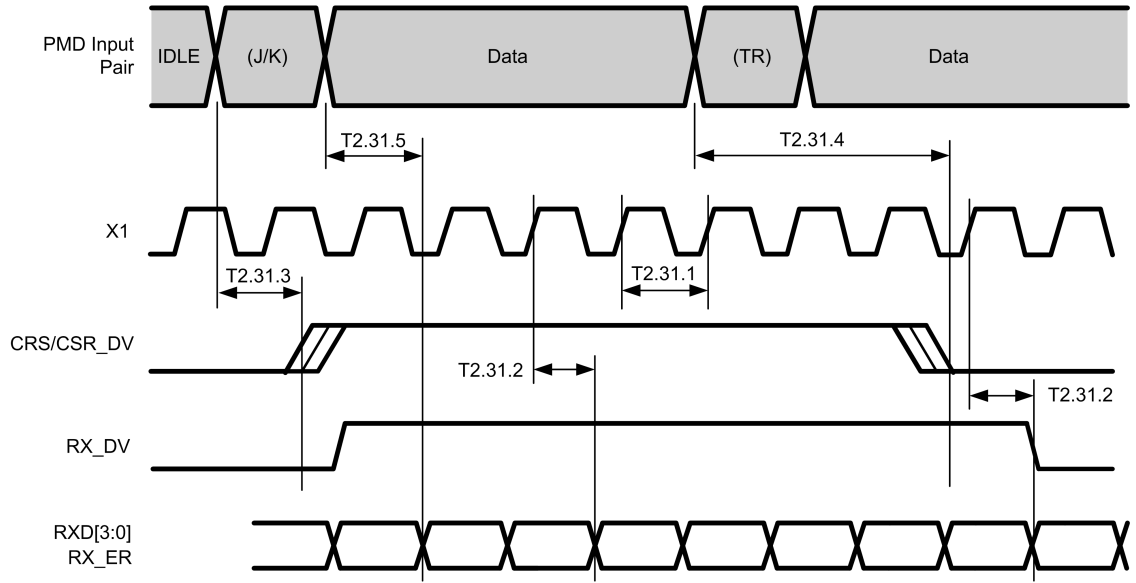 PMD Input
Pair
IDLE
(J/K)
Data
(TR)
Data
T2.31.5
T2.31.4
X1
T2.31.3
T2.31.1
CRS/CSR_DV
T2.31.2
T2.31.2
RX_DV
RXD[3:0]
RX_ER